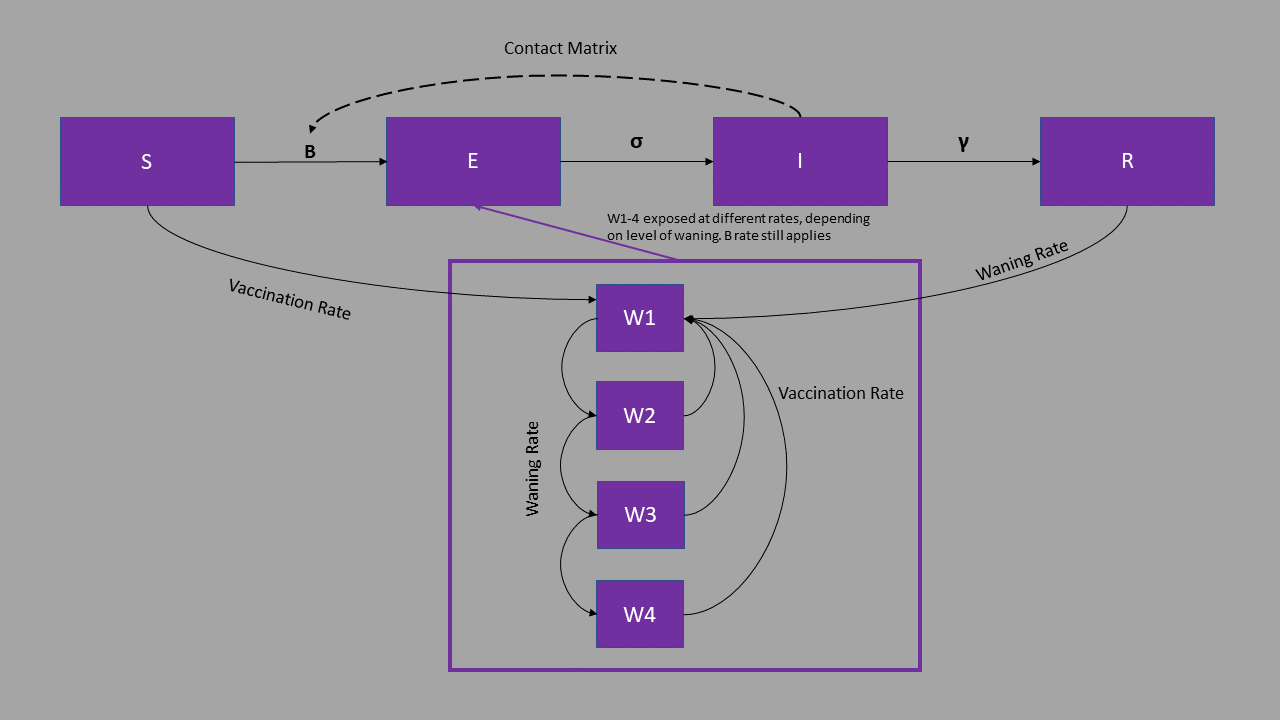 Contact Matrix
S
B
E
σ
I
γ
R
W1-4 exposed at different rates, depending
on level of waning. B rate still applies
Vaccination Rate
Waning Rate
W1
W2
Vaccination Rate
Waning Rate
W3
W4